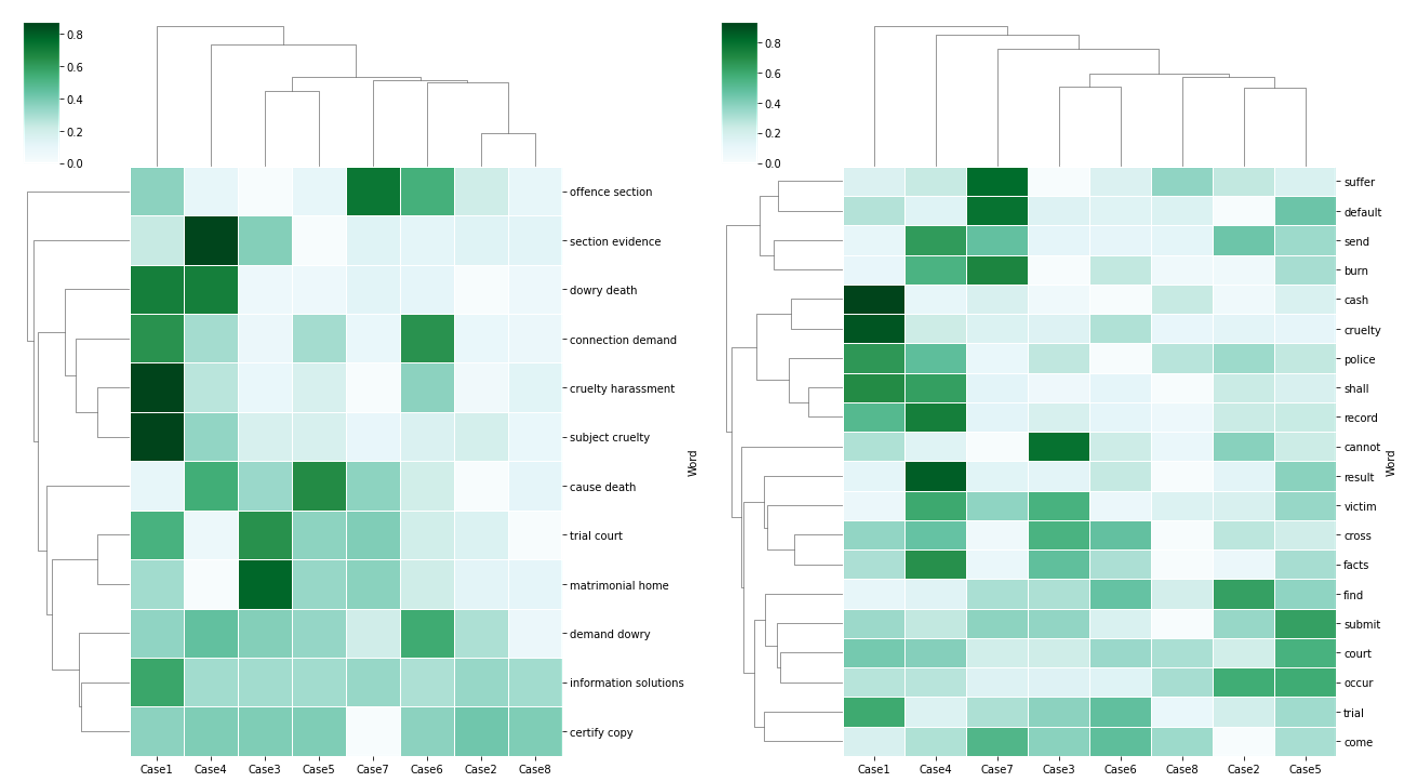 0.8
0.6
0.4
0.2
0.0
offence section
section evidence
dowry death
connection demand
cruelty harassment
subject cruelty
cause death
trial court
matrimonial home
demand dowry
information solutions
certify copy
Word
Case1 Case4 Case3 Case5 Case7 Case6 Case2 Case8
0.8
0.6
0.4
0.2
0.0
suffer
default
send
burn
cash
cruelty
police
shall
record
cannot
result
victim
cross
facts
find
submit
court
occur
trial
come
Word
Case1 Case4 Case7 Case3 Case6 Case8 Case2 Case5